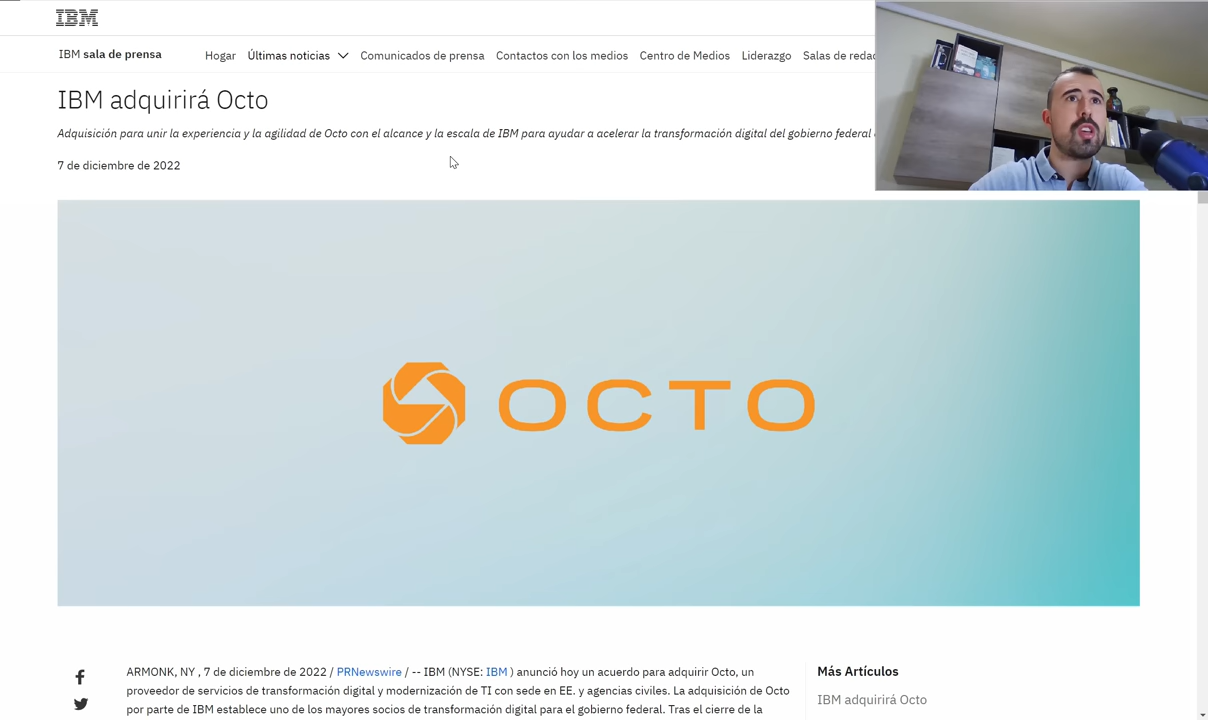 IBM
IBM sala de prensa
Hogar
Últimas noticias
Comunicados de prensa
Contactos con los medios
Centro de Medios
Liderazgo
Salas de
IBM adquirirá Octo
Adquisición para unir la experiencia y la agilidad de Octo con el alcance y la escala de IBM para ayudar a acelerar la transformación digital del gobierno federal
7 de diciembre de 2022
OCTO
ARMONK, NY , 7 de diciembre de 2022 / PRNewswire / -- IBM (NYSE: IBM ) anunció hoy un acuerdo para adquirir Octo, un
proveedor de servicios de transformación digital y modernización de TI con sede en EE. y agencias civiles. La adquisición de Octo
por parte de IBM establece uno de los mayores socios de transformación digital para el gobierno federal. Tras el cierre de la
Más Artículos
IBM adquirirá Octo